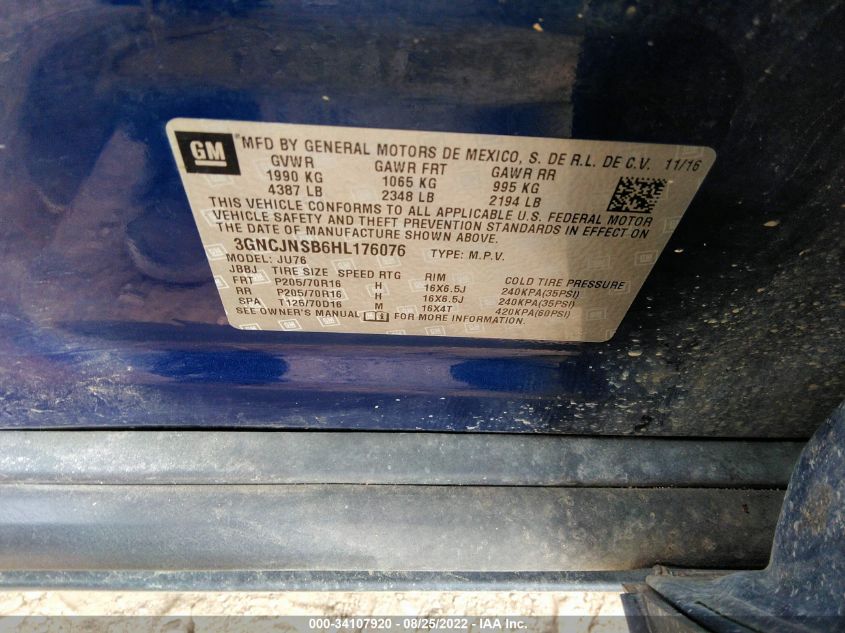 GM MFD BY GENERAL MOTORS DE MEXICO, S. DE R.L. DE C.V. 11/16
GVWR GAWR FRT GAWR RR
1990 KG 1065 KG 995 KG
4387 LB 2348 LB 2194 LB
THIS VEHICLE CONFORMS TO ALL APPLICABLE U.S. FEDERAL MOTOR
VEHICLE SAFETY AND THEFT PREVENTION STANDARDS IN EFFECT ON
THE DATE OF MANUFACTURE SHOWN ABOVE.
3GNCJNSB6HL176076 TYPE: M.P.V.
MODEL: JU76
JBBJ TIRE SIZE SPEED RTG RIM COLD TIRE PRESSURE
FRT P205/70R16 H 16X6.5J 240KPA(35PSI)
RR P205/70R16 H 16X6.5J 240KPA(35PSI)
SPA T126/70D16 M 16X4T 420KPA(60PSI)
SEE OWNER'S MANUAL FOR MORE INFORMATION.
000-34107920 - 08/25/2022 - IAA Inc.